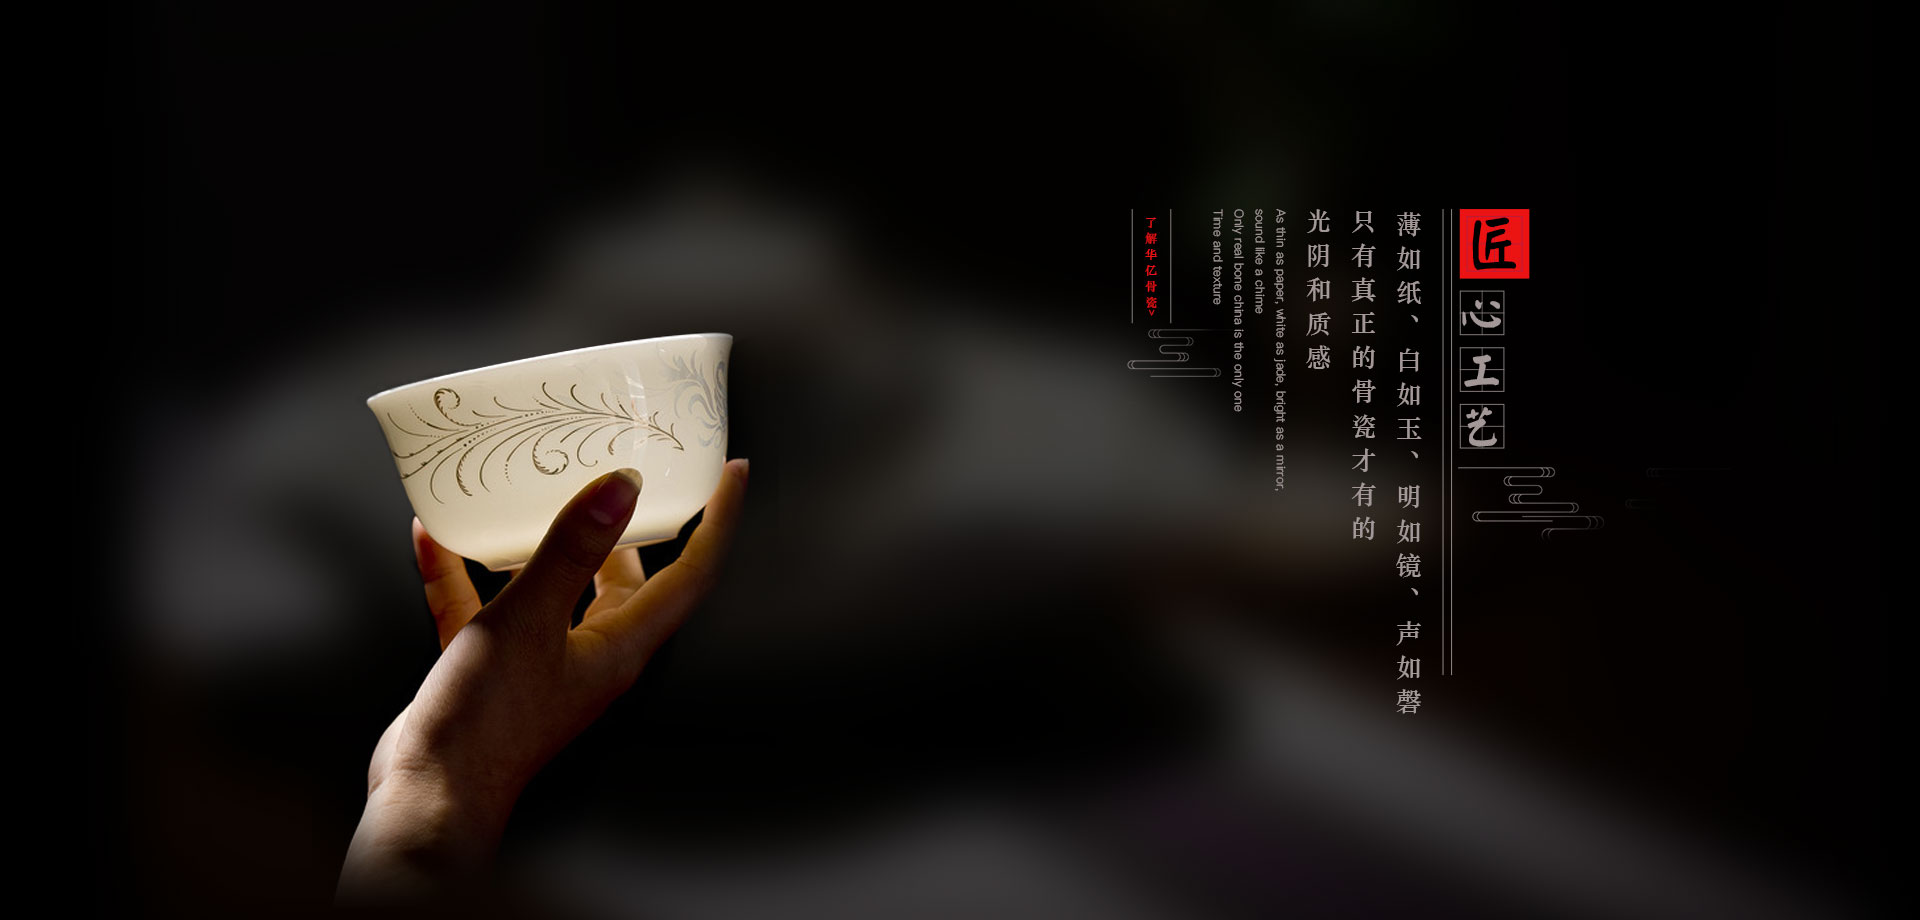 匠心工艺
薄如纸、白如玉、明如镜、声如磬
只有真正的骨瓷才有的
光阴和质感
As thin as paper, white as jade, bright as a mirror,
sound like a chime
Only real bone china is the only one
Time and texture
了解华亿骨瓷>